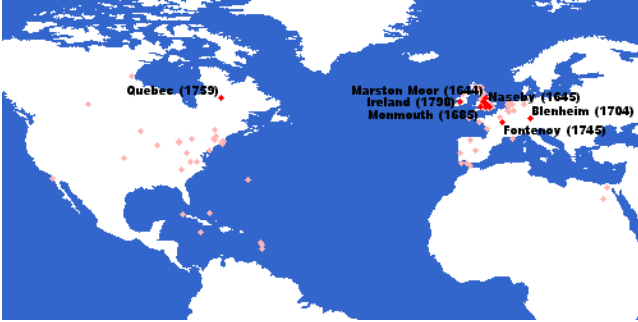 Quebec (1759)
Marston Moor (1644)
Naseby (1645)
Ireland (1798)
Blenheim (1704)
Monmouth (1685)
Fontenoy (1745)